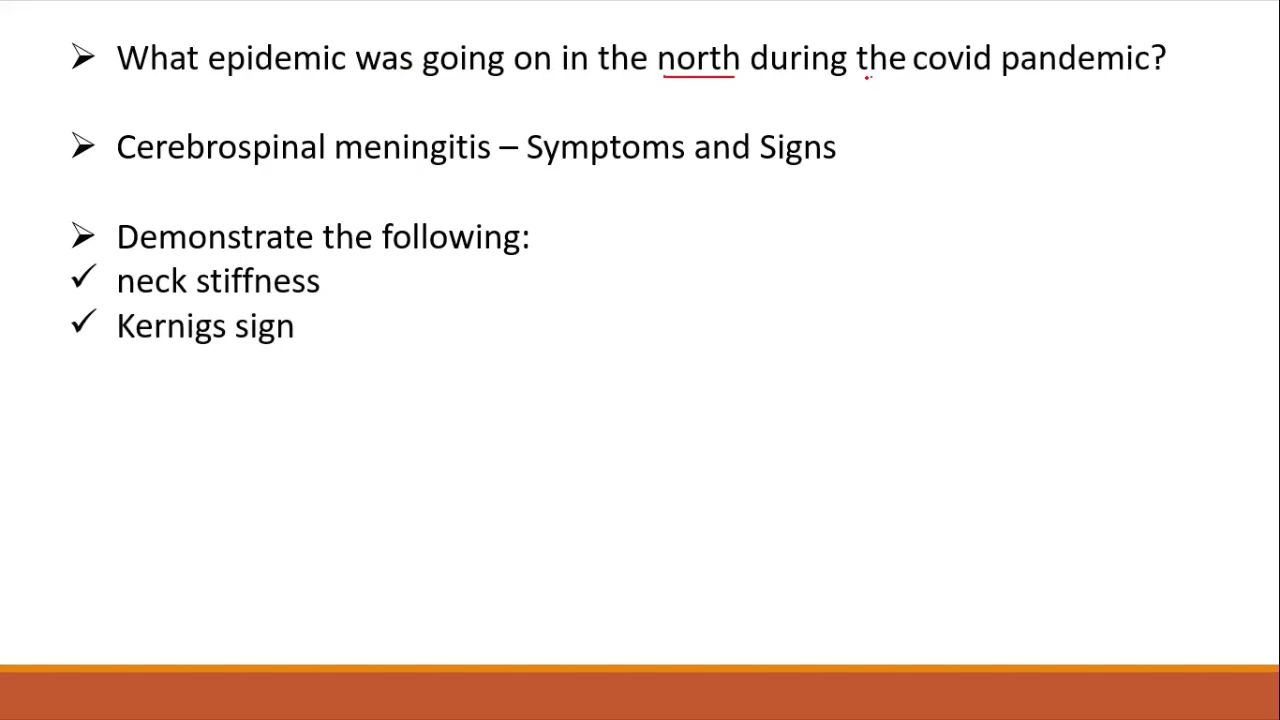 What epidemic was going on in the north during the covid pandemic?
Cerebrospinal meningitis – Symptoms and Signs
Demonstrate the following:
neck stiffness
Kernigs sign